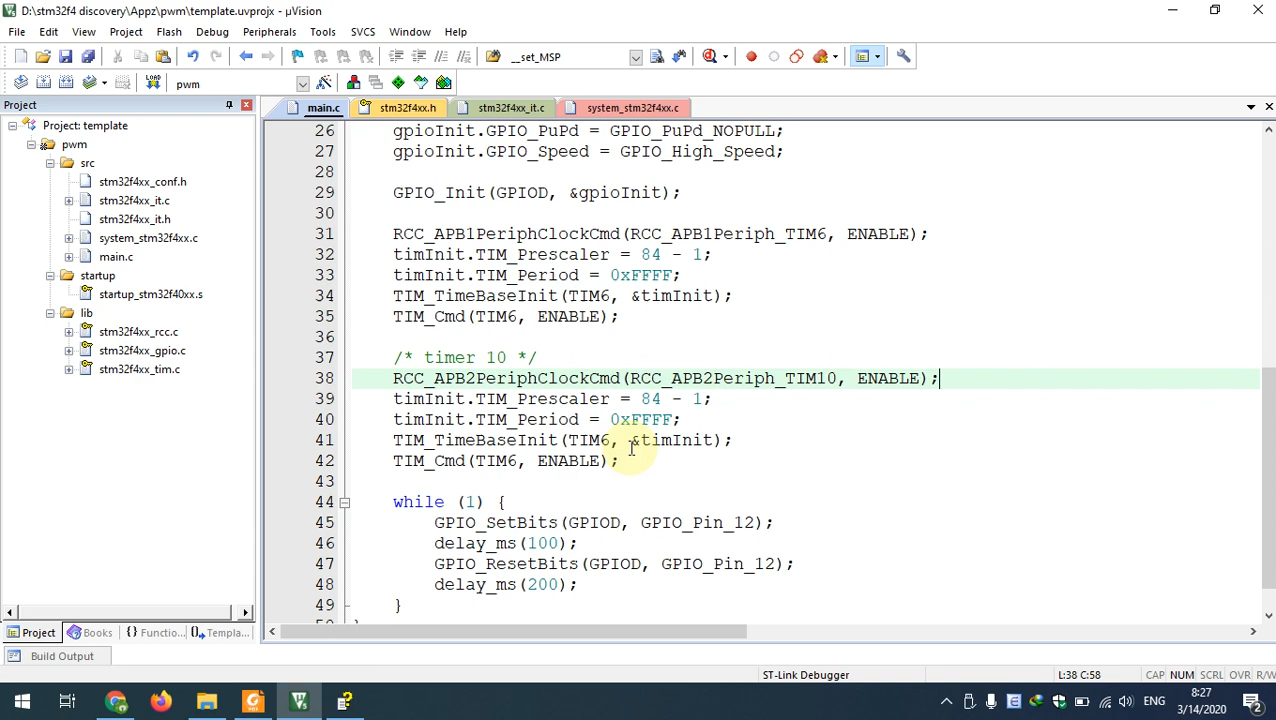 D:\stm32f4 discovery\Appz\pwm\template.uvprojx - µVision
File Edit View Project Flash Debug Peripherals Tools SVCS Window Help
__set_MSP
LOAD pwm
Project
main.c stm32f4xx.h stm32f4xx_it.c system_stm32f4xx.c
Project: template
pwm
src
stm32f4xx_conf.h
stm32f4xx_it.c
stm32f4xx_it.h
system_stm32f4xx.c
main.c
startup
startup_stm32f40xx.s
lib
stm32f4xx_rcc.c
stm32f4xx_gpio.c
stm32f4xx_tim.c
26 gpioInit.GPIO_PuPd = GPIO_PuPd_NOPULL;
27 gpioInit.GPIO_Speed = GPIO_High_Speed;
28
29 GPIO_Init(GPIOD, &gpioInit);
30
31 RCC_APB1PeriphClockCmd(RCC_APB1Periph_TIM6, ENABLE);
32 timInit.TIM_Prescaler = 84 - 1;
33 timInit.TIM_Period = 0xFFFF;
34 TIM_TimeBaseInit(TIM6, &timInit);
35 TIM_Cmd(TIM6, ENABLE);
36
37 /* timer 10 */
38 RCC_APB2PeriphClockCmd(RCC_APB2Periph_TIM10, ENABLE);
39 timInit.TIM_Prescaler = 84 - 1;
40 timInit.TIM_Period = 0xFFFF;
41 TIM_TimeBaseInit(TIM6, &timInit);
42 TIM_Cmd(TIM6, ENABLE);
43
44 while (1) {
45 GPIO_SetBits(GPIOD, GPIO_Pin_12);
46 delay_ms(100);
47 GPIO_ResetBits(GPIOD, GPIO_Pin_12);
48 delay_ms(200);
49 }
Project Books {} Functio... Templa...
Build Output
ST-Link Debugger L:38 C:58 CAP NUM SCRL OVR R/W
ENG 8:27
3/14/2020 2